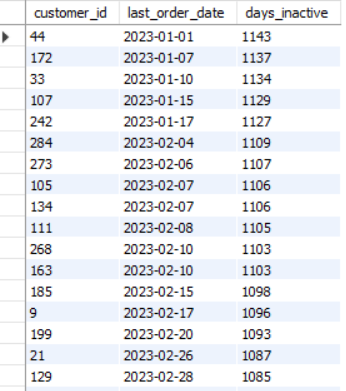 customer_id last_order_date days_inactive
44 2023-01-01 1143
172 2023-01-07 1137
33 2023-01-10 1134
107 2023-01-15 1129
242 2023-01-17 1127
284 2023-02-04 1109
273 2023-02-06 1107
105 2023-02-07 1106
134 2023-02-07 1106
111 2023-02-08 1105
268 2023-02-10 1103
163 2023-02-10 1103
185 2023-02-15 1098
9 2023-02-17 1096
199 2023-02-20 1093
21 2023-02-26 1087
129 2023-02-28 1085